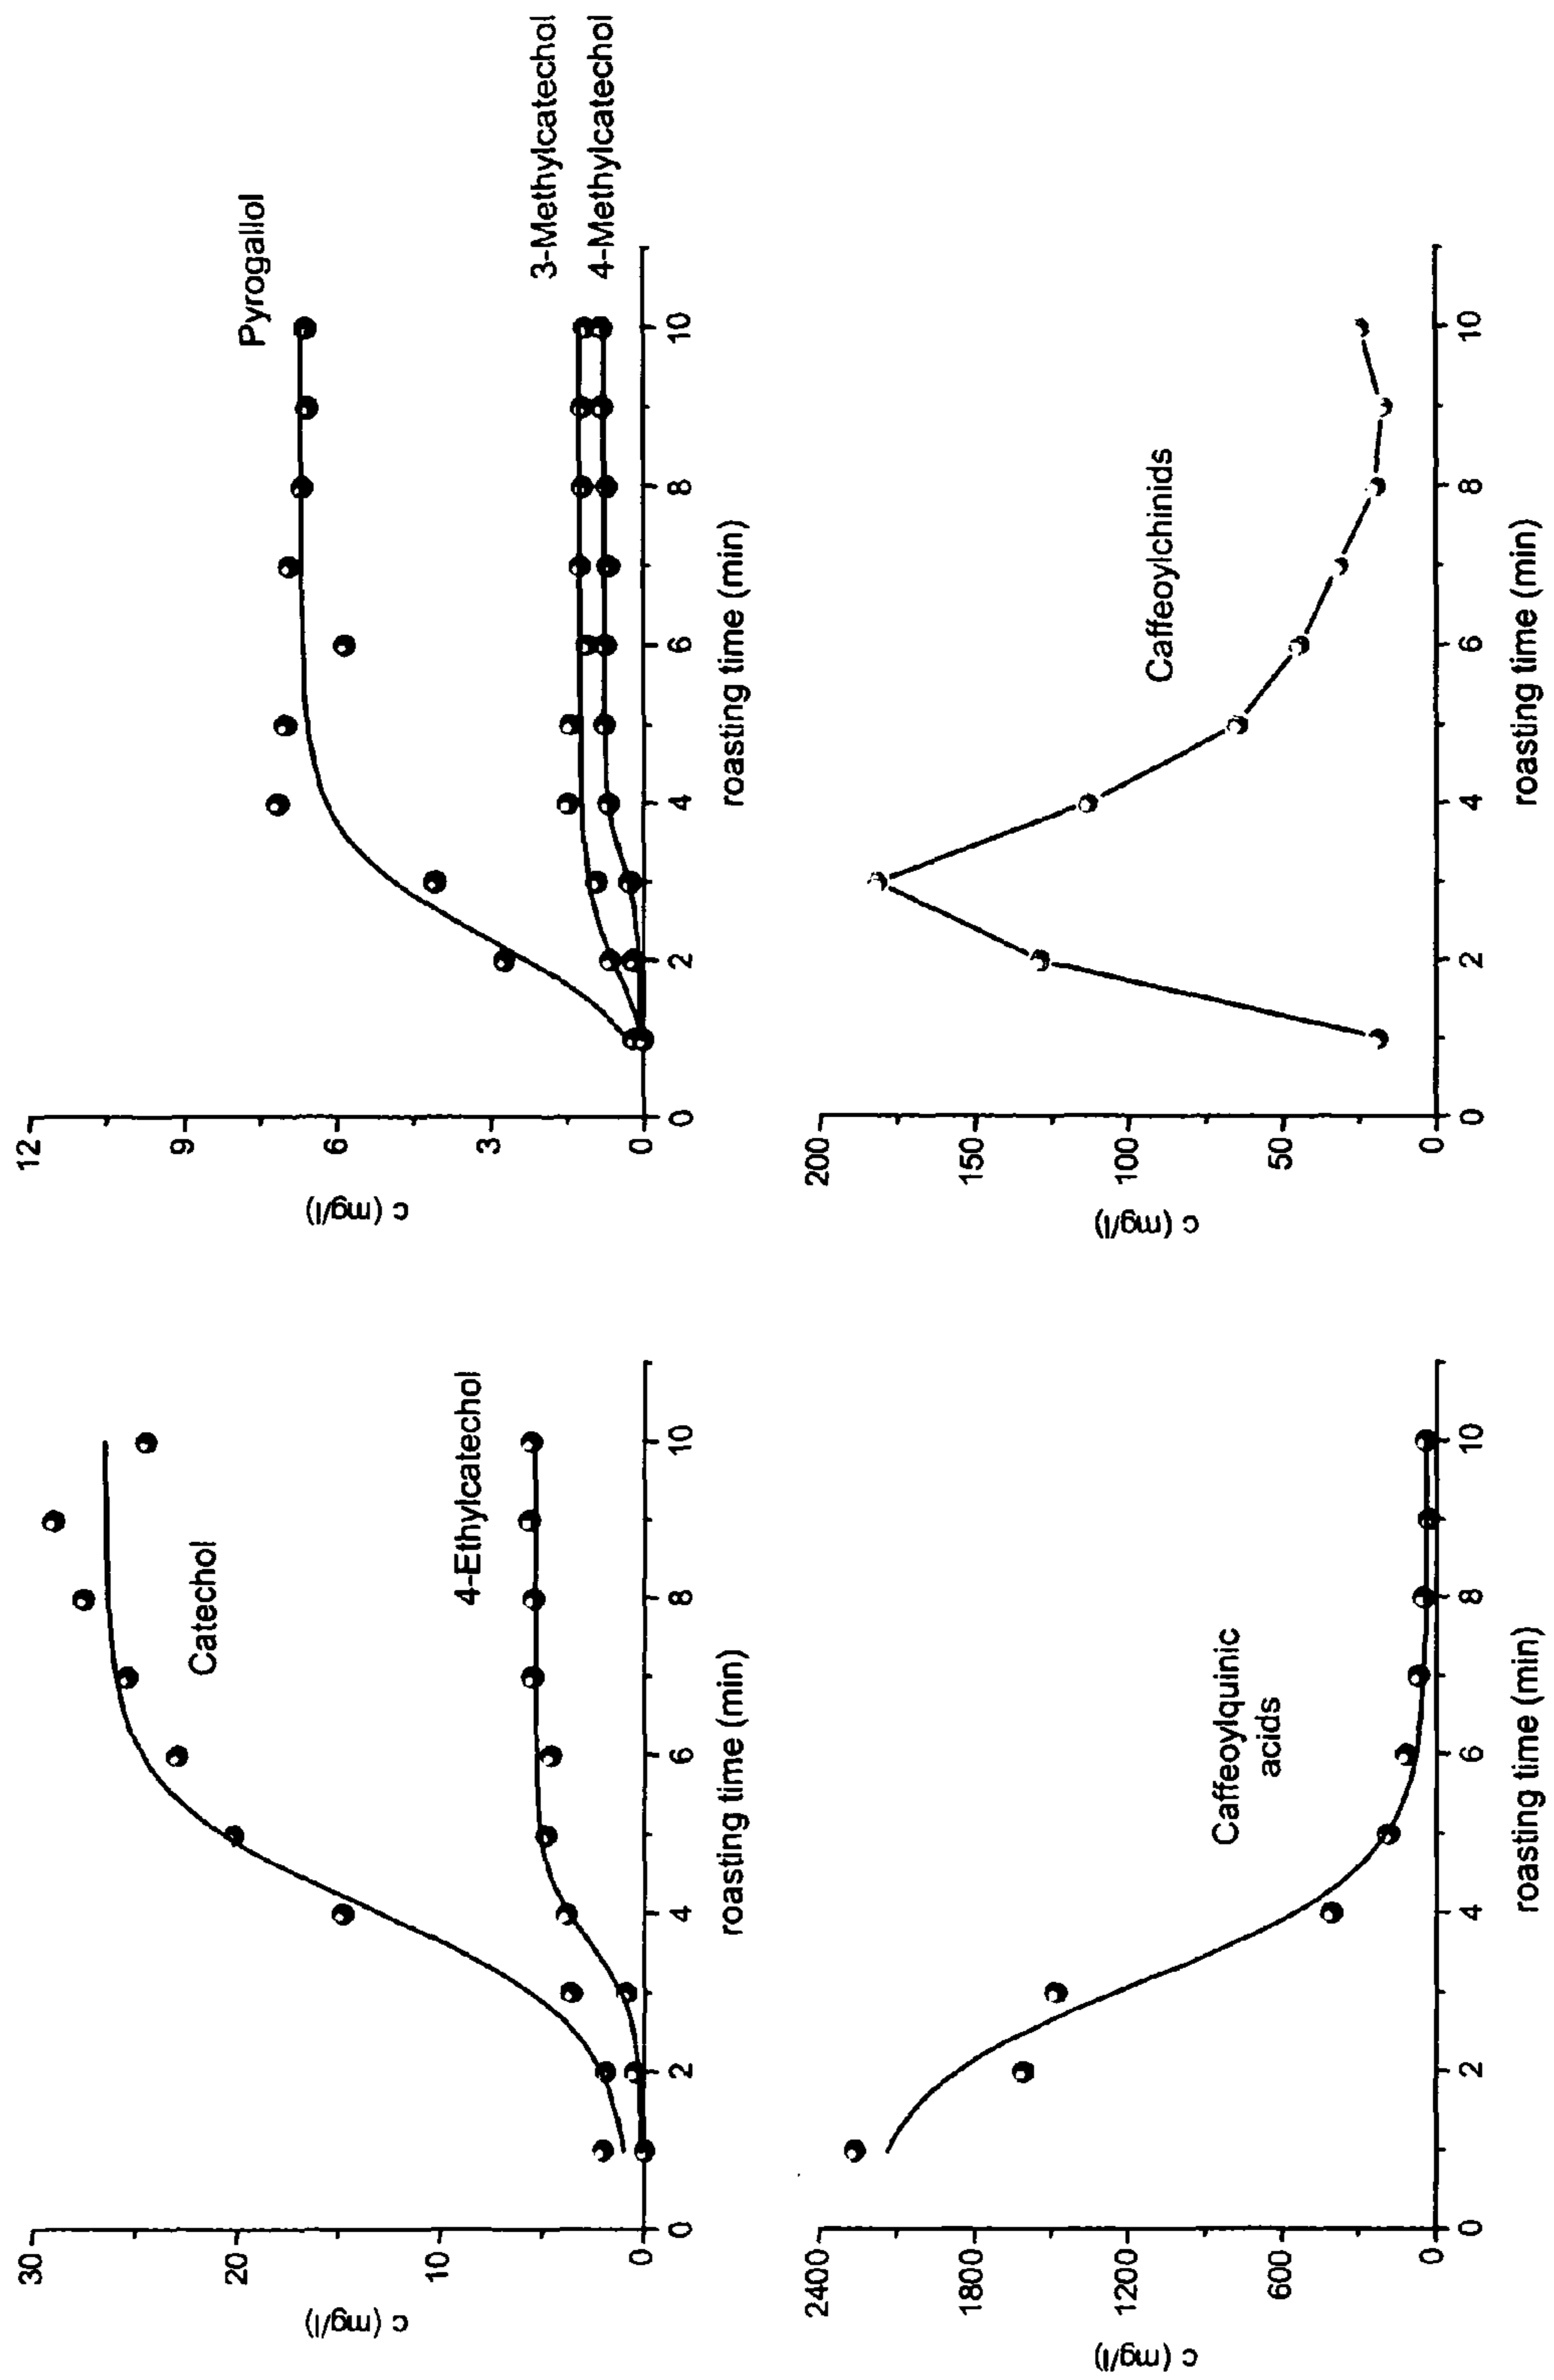 30
20
10
0
c (mg/l)
Catechol
4-Ethylcatechol
0 2 4 6 8 10
roasting time (min)
12
9
6
3
0
c (mg/l)
Pyrogallol
3-Methylcatechol
4-Methylcatechol
0 2 4 6 8 10
roasting time (min)
2400
1800
1200
600
0
c (mg/l)
Caffeoylquinic
acids
0 2 4 6 8 10
roasting time (min)
200
150
100
50
0
c (mg/l)
Caffeoylchinids
0 2 4 6 8 10
roasting time (min)